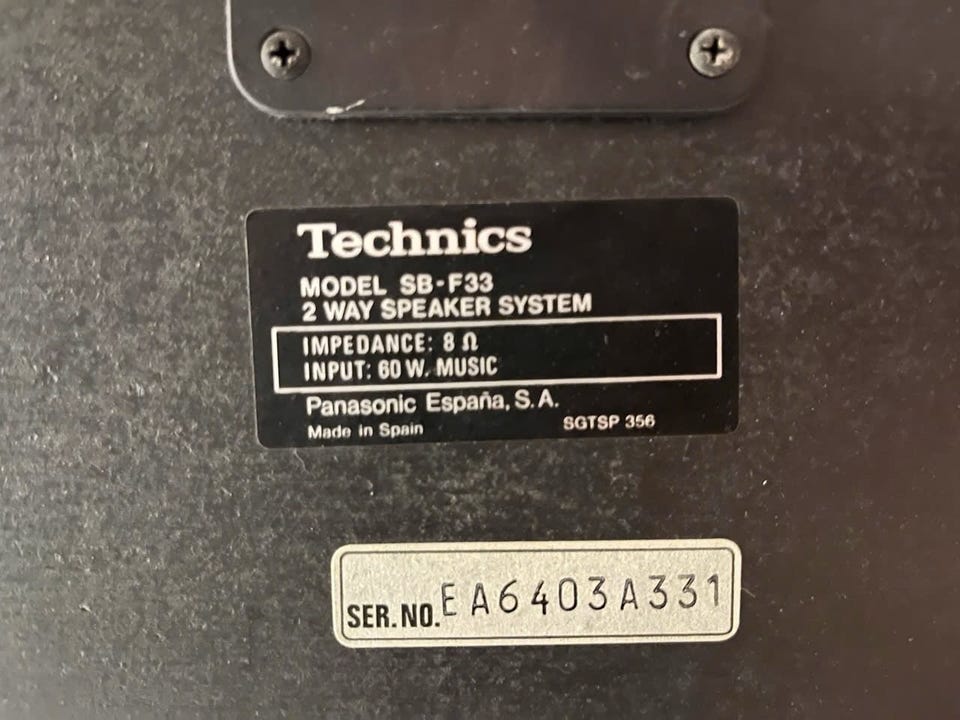 Technics
MODEL SB-F33
2 WAY SPEAKER SYSTEM
IMPEDANCE: 8 Ω
INPUT: 60 W. MUSIC
Panasonic España, S.A.
Made in Spain SGTSP 356
SER. NO. EA6403A331